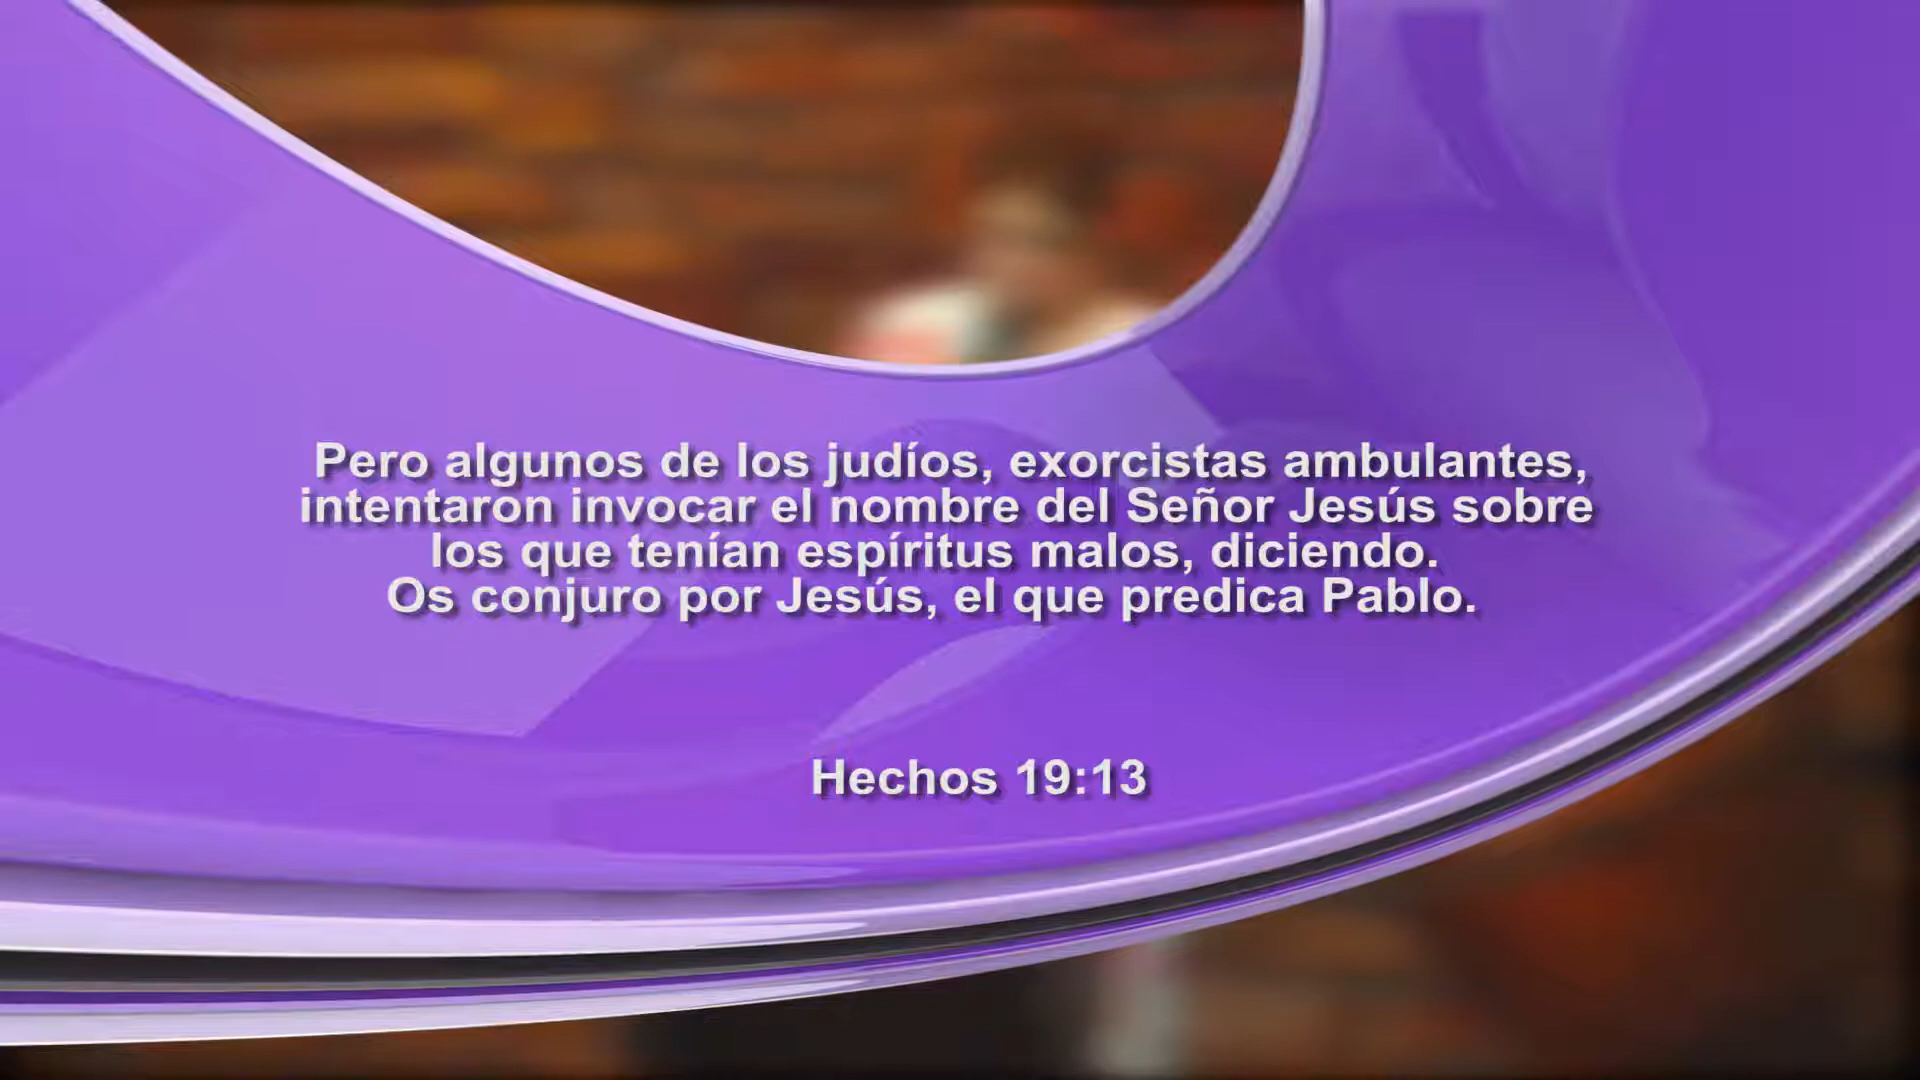 Pero algunos de los judíos, exorcistas ambulantes,
intentaron invocar el nombre del Señor Jesús sobre
los que tenían espíritus malos, diciendo.
Os conjuro por Jesús, el que predica Pablo.
Hechos 19:13